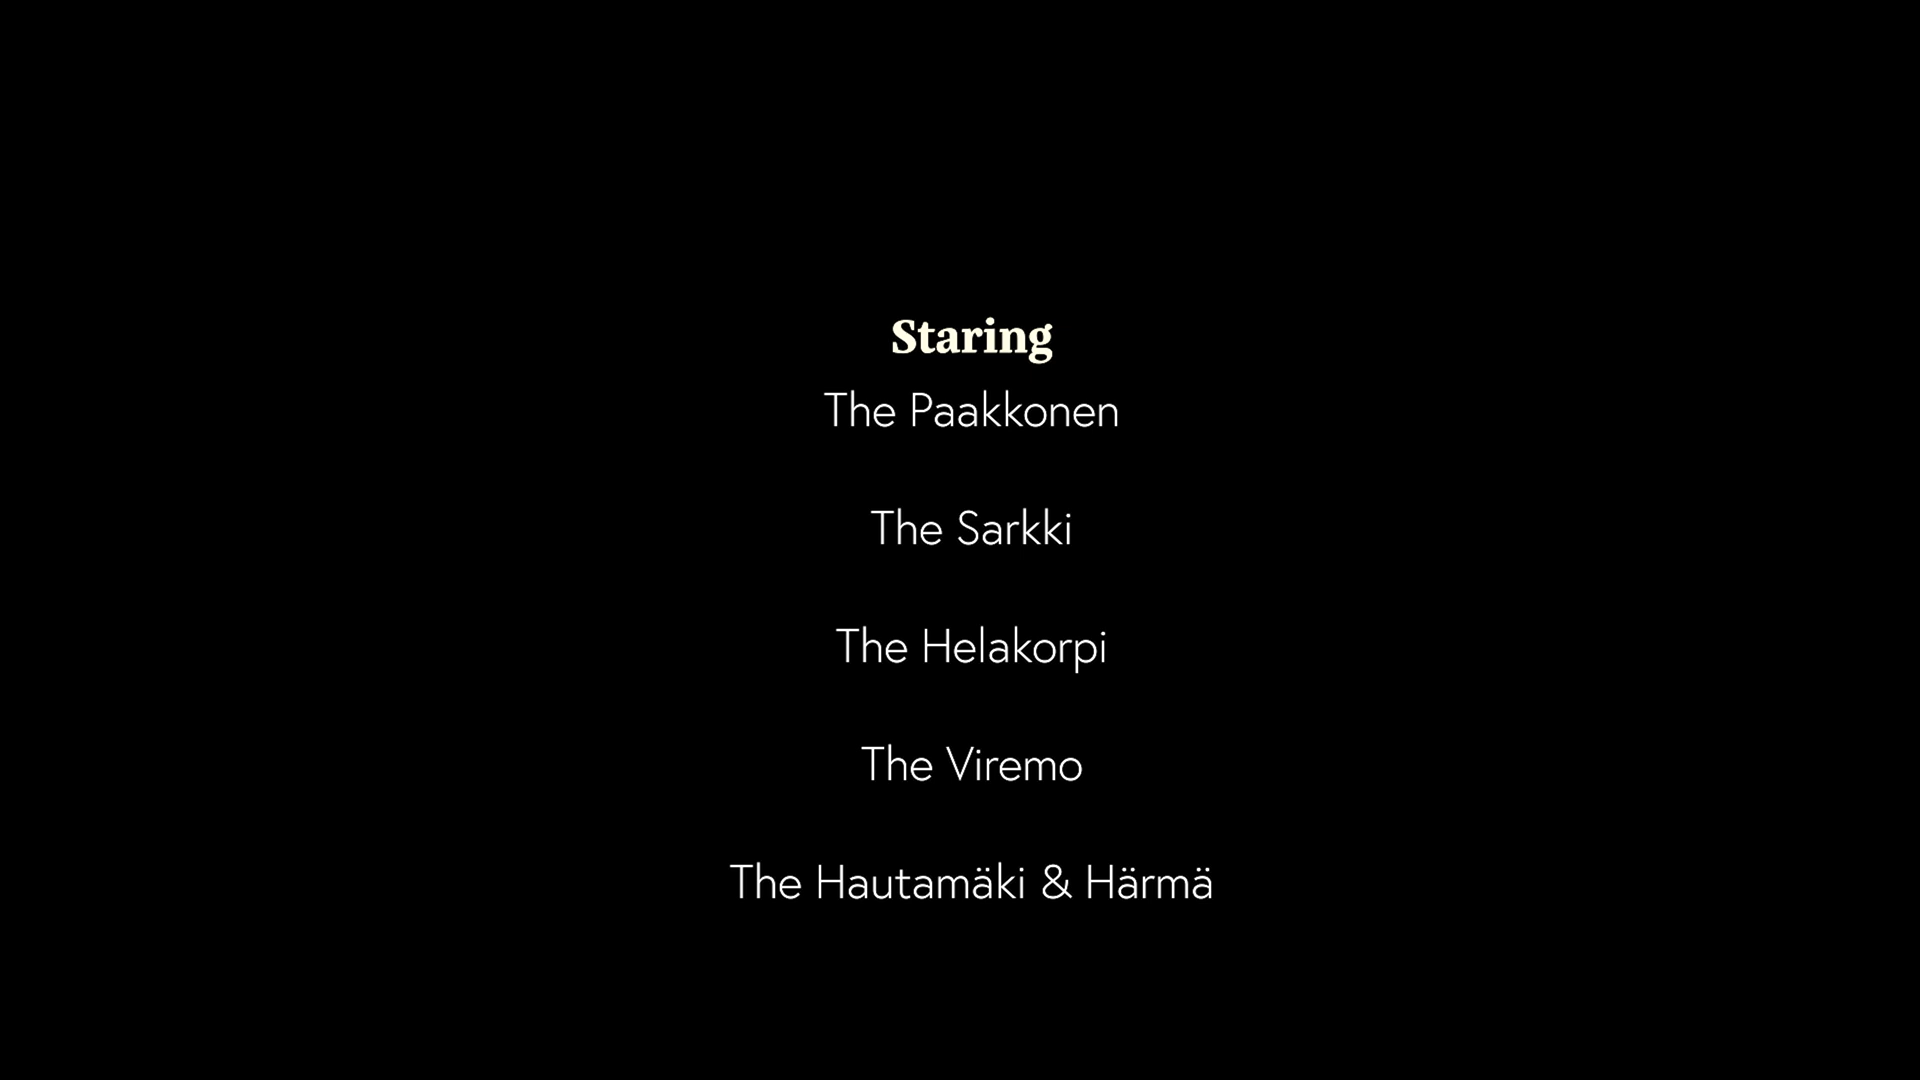 Staring
The Paakkonen
The Sarkki
The Helakorpi
The Viremo
The Hautamäki & Härmä